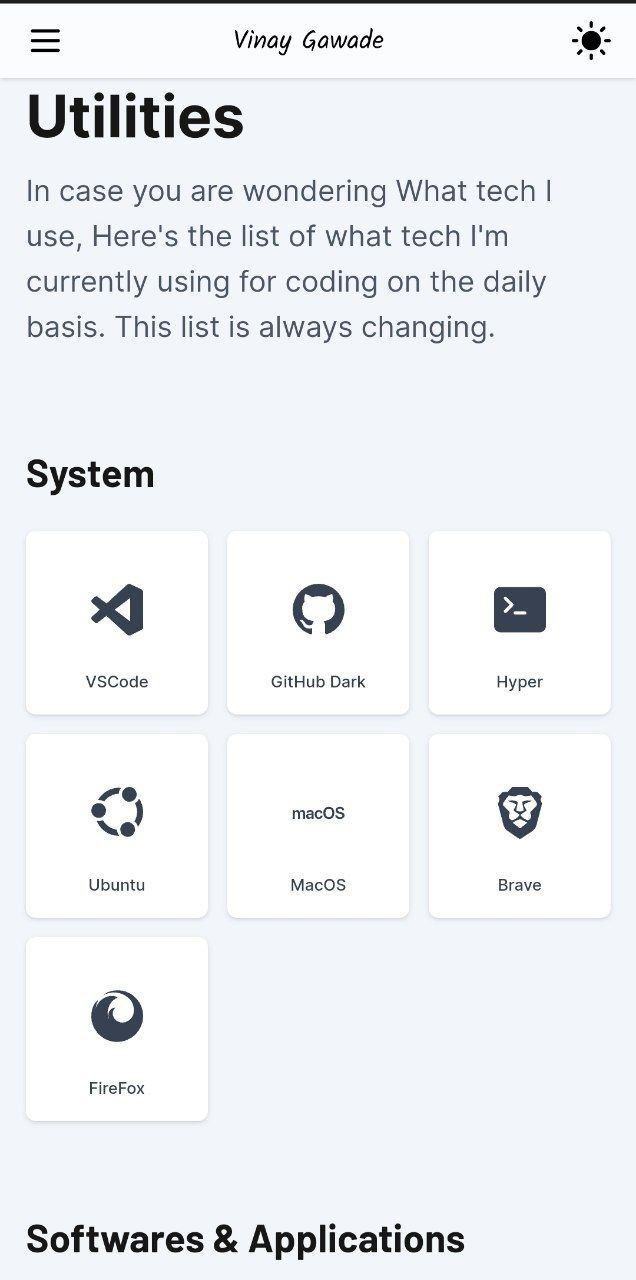 Vinay Gawade
Utilities
In case you are wondering What tech I
use, Here's the list of what tech I'm
currently using for coding on the daily
basis. This list is always changing.
System
VSCode
GitHub Dark
Hyper
Ubuntu
macOS
MacOS
Brave
FireFox
Softwares & Applications